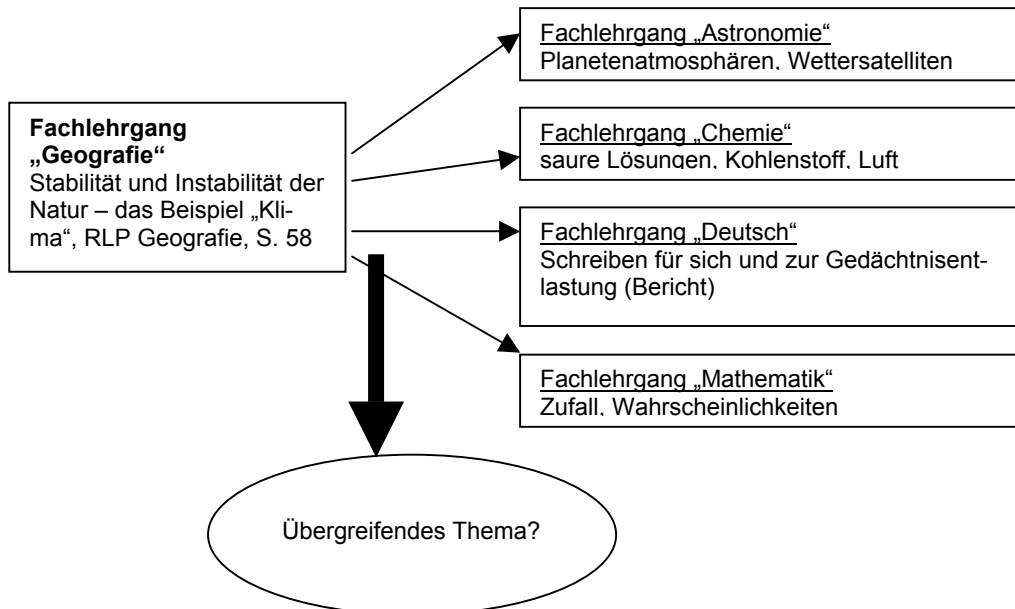 Fachlehrgang „Astronomie“
Planetenatmosphären, Wettersatelliten
Fachlehrgang
„Geografie“
Stabilität und Instabilität der
Natur – das Beispiel „Kli-
ma“, RLP Geografie, S. 58
Fachlehrgang „Chemie“
saure Lösungen, Kohlenstoff, Luft
Fachlehrgang „Deutsch“
Schreiben für sich und zur Gedächtnisent-
lastung (Bericht)
Fachlehrgang „Mathematik“
Zufall, Wahrscheinlichkeiten
Übergreifendes Thema?